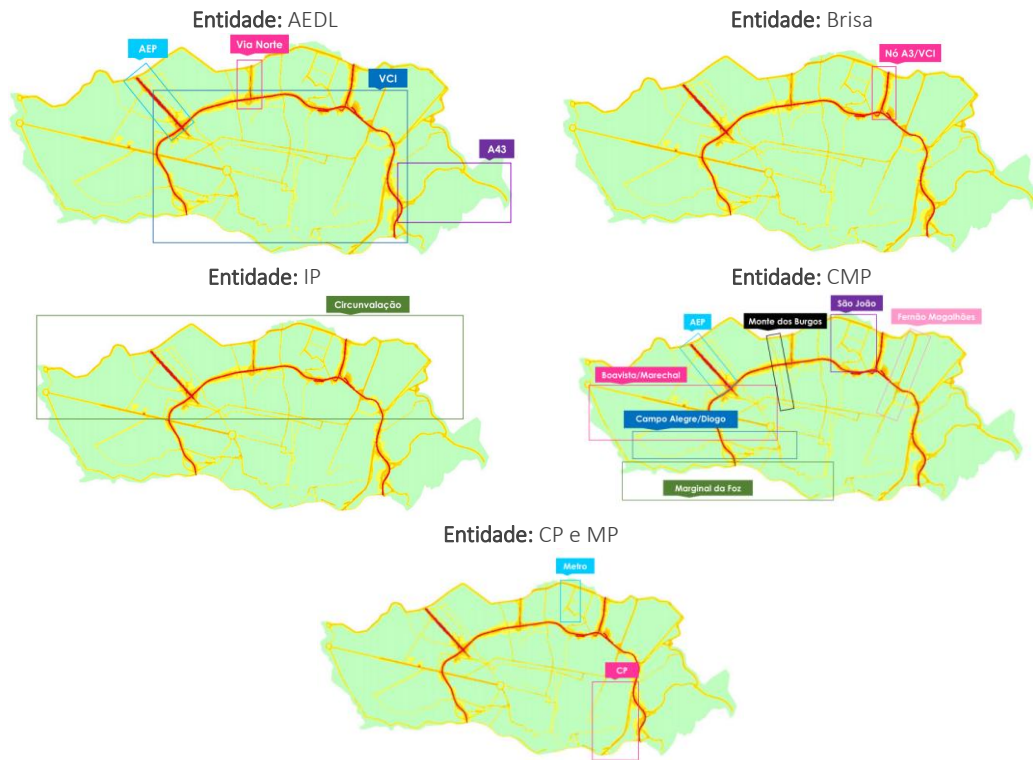 Entidade: AEDL
AEP
Via Norte
VCI
A43
Entidade: Brisa
Nó A3/VCI
Entidade: IP
Circunvalação
Entidade: CMP
AEP
Monte dos Burgos
São João
Fernão Magalhães
Boavista/Marechal
Campo Alegre/Diogo
Marginal da Foz
Entidade: CP e MP
Metro
CP